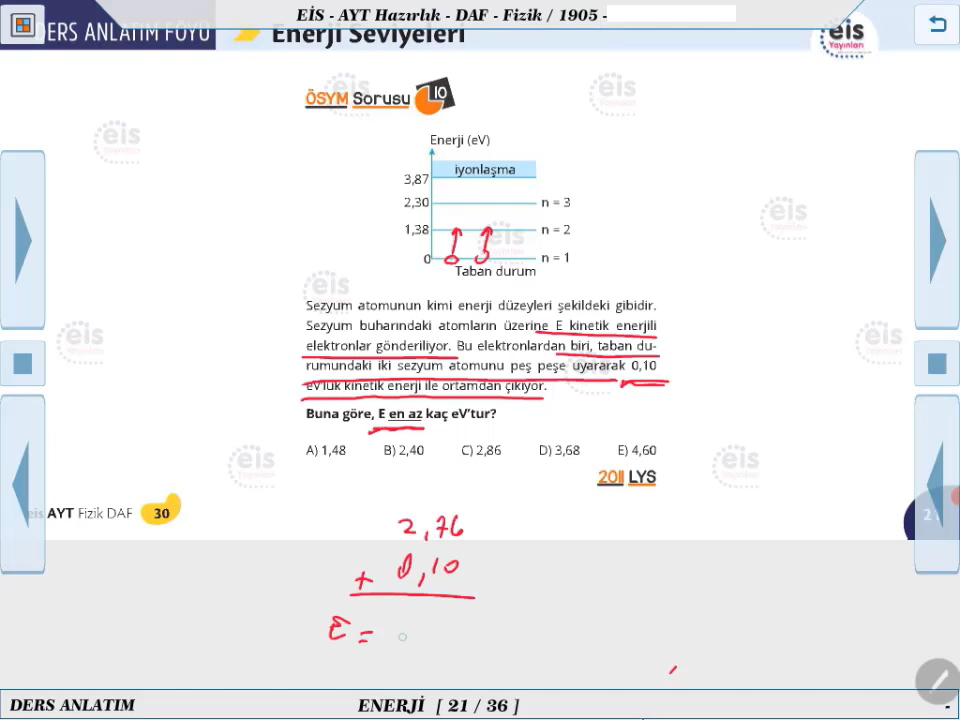 EİS - AYT Hazırlık - DAF - Fizik / 1905 -
DERS ANLATIM FÖYÜ
Enerji Seviyeleri
eis
Yayınları
ÖSYM Sorusu 10
Enerji (eV)
iyonlaşma
3,87
2,30 n = 3
1,38 n = 2
0 n = 1
Taban durum
Sezyum atomunun kimi enerji düzeyleri şekildeki gibidir.
Sezyum buharındaki atomların üzerine E kinetik enerjili
elektronlar gönderiliyor. Bu elektronlardan biri, taban du-
rumundaki iki sezyum atomunu peş peşe uyararak 0,10
eV'luk kinetik enerji ile ortamdan çıkıyor.
Buna göre, E en az kaç eV'tur?
A) 1,48 B) 2,40 C) 2,86 D) 3,68 E) 4,60
2011 LYS
eis AYT Fizik DAF 30
2,76
+ 0,10
E =
DERS ANLATIM ENERJİ [ 21 / 36 ] -